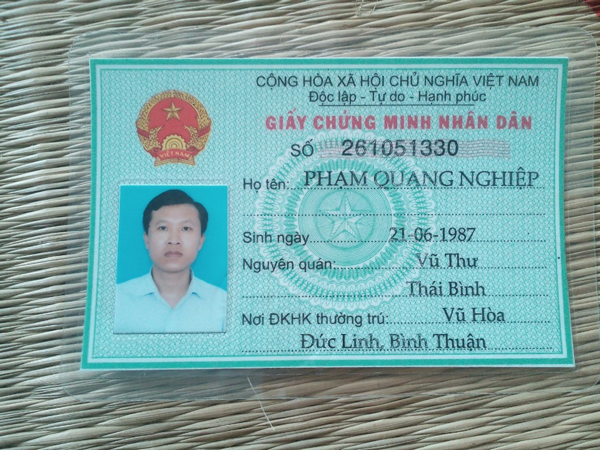 CỘNG HÒA XÃ HỘI CHỦ NGHĨA VIỆT NAM
Độc lập - Tự do - Hạnh phúc
GIẤY CHỨNG MINH NHÂN DÂN
SỐ 261051330
Họ tên: PHẠM QUANG NGHIỆP
Sinh ngày 21-06-1987
Nguyên quán: Vũ Thư
Thái Bình
Nơi ĐKHK thường trú: Vũ Hòa
Đức Linh, Bình Thuận
VIỆT NAM